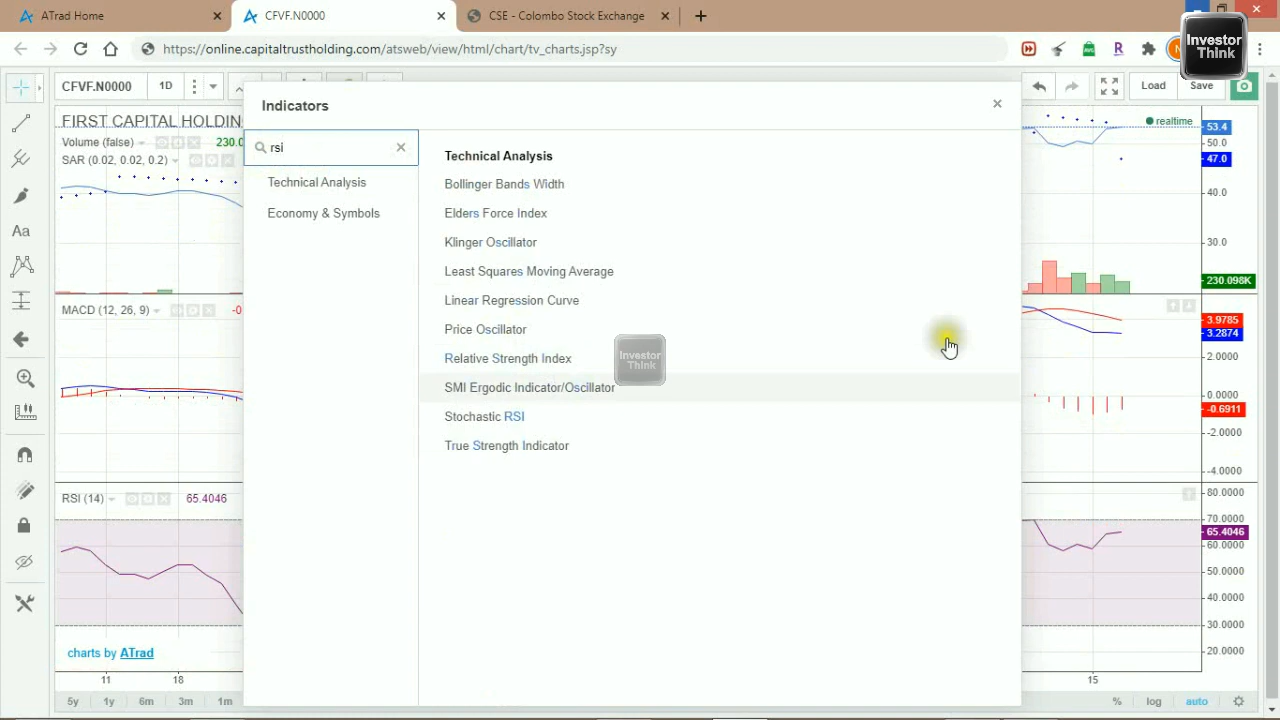 ATrad Home
CFVF.N0000
CSE - Colombo Stock Exchange
https://online.capitaltrustholding.com/atsweb/view/html/chart/tv_charts.jsp?sy
Investor
Think
CFVF.N0000
1D
Load
Save
Indicators
rsi
Technical Analysis
Economy & Symbols
Technical Analysis
Bollinger Bands Width
Elders Force Index
Klinger Oscillator
Least Squares Moving Average
Linear Regression Curve
Price Oscillator
Relative Strength Index
SMI Ergodic Indicator/Oscillator
Stochastic RSI
True Strength Indicator
Investor
Think
FIRST CAPITAL HOLDIN
Volume (false)
230.0
SAR (0.02, 0.02, 0.2)
realtime
53.4
50.0
47.0
40.0
30.0
230.098K
MACD (12, 26, 9)
-0
3.9785
3.2874
2.0000
0.0000
-0.6911
-2.0000
-4.0000
RSI (14)
65.4046
80.0000
70.0000
65.4046
60.0000
50.0000
40.0000
30.0000
20.0000
charts by ATrad
11
18
15
5y
1y
6m
3m
1m
%
log
auto
Aa